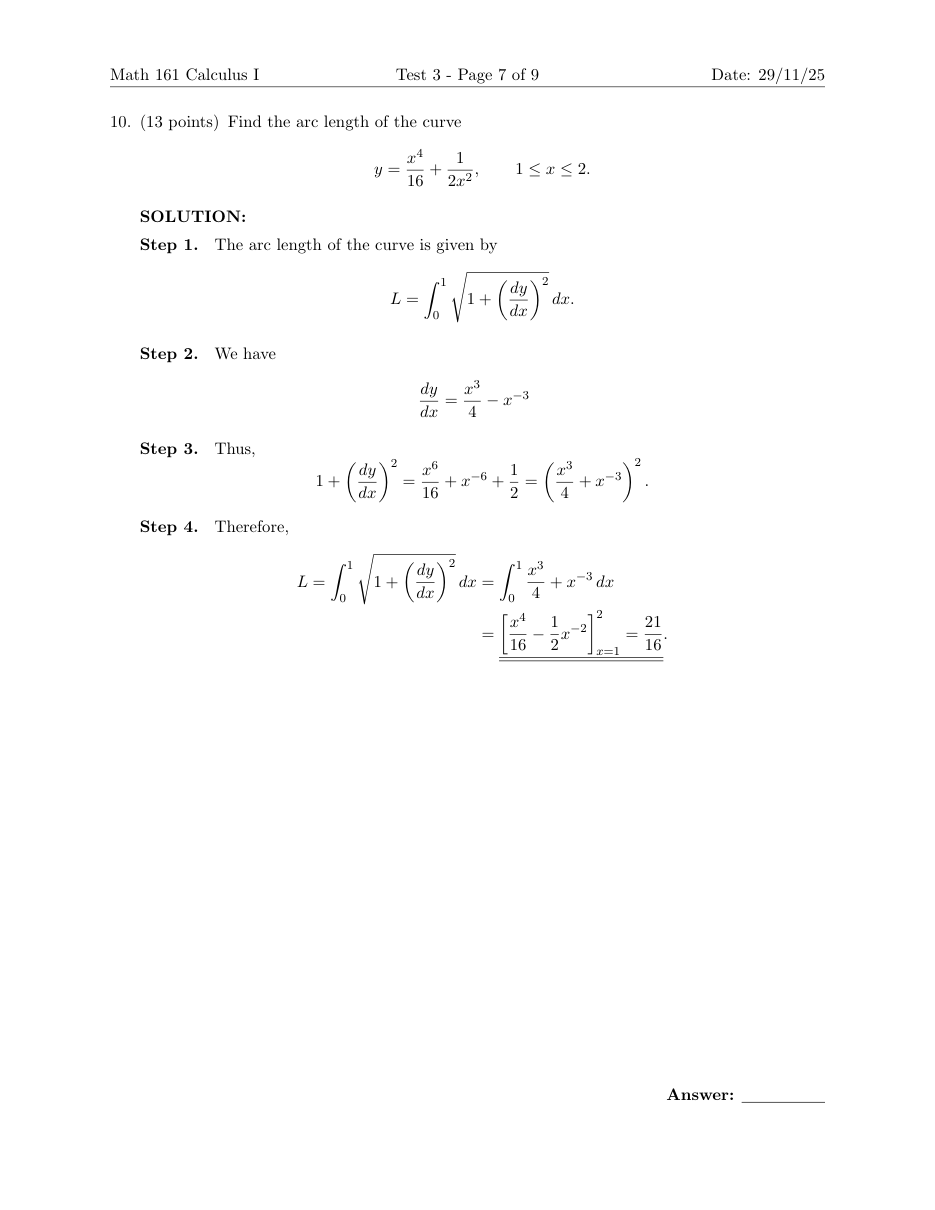 Math 161 Calculus I Test 3 - Page 7 of 9 Date: 29/11/25
10. (13 points) Find the arc length of the curve
y = x^4/16 + 1/(2x^2), 1 ≤ x ≤ 2.
SOLUTION:
Step 1. The arc length of the curve is given by
L = ∫_0^1 √(1 + (dy/dx)^2) dx.
Step 2. We have
dy/dx = x^3/4 − x^{−3}
Step 3. Thus,
1 + (dy/dx)^2 = x^6/16 + x^{−6} + 1/2 = (x^3/4 + x^{−3})^2.
Step 4. Therefore,
L = ∫_0^1 √(1 + (dy/dx)^2) dx = ∫_0^1 x^3/4 + x^{−3} dx
= [x^4/16 − 1/2 x^{−2}]_{x=1}^2 = 21/16.
Answer: